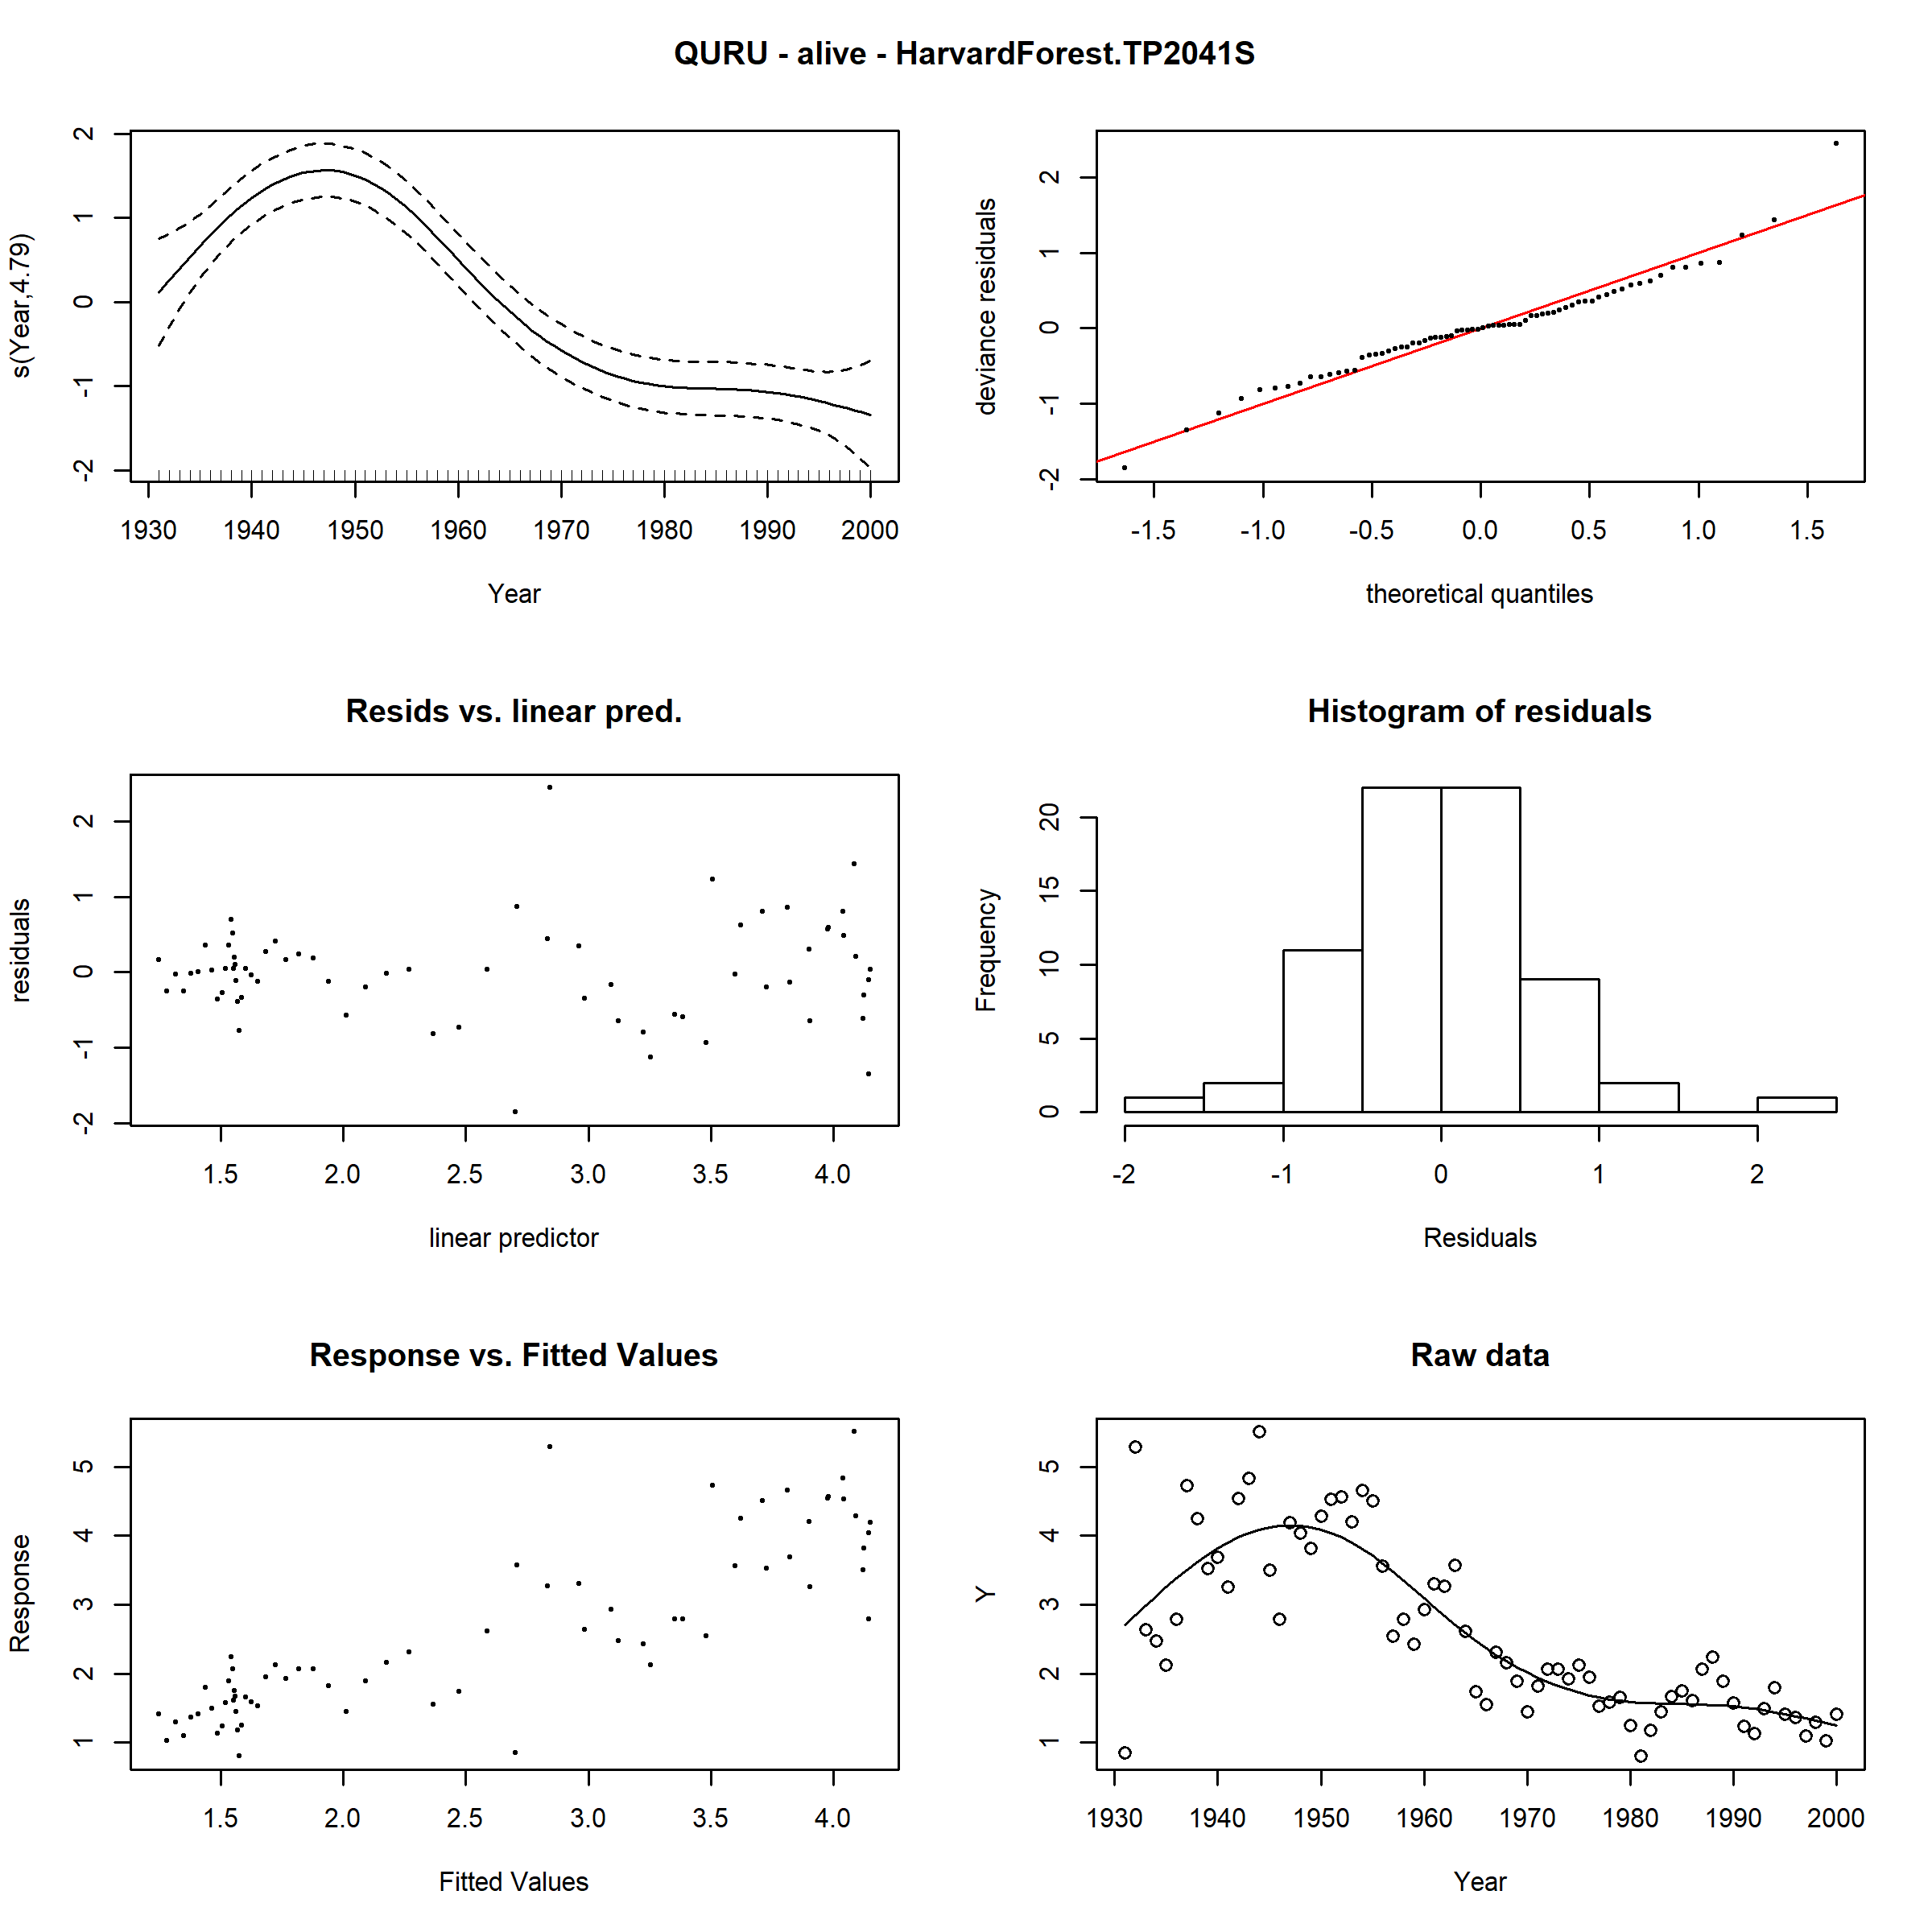 QURU - alive - HarvardForest.TP2041S
s(Year,4.79)
2
1
0
-1
-2
1930 1940 1950 1960 1970 1980 1990 2000
Year
deviance residuals
2
1
0
-1
-2
-1.5 -1.0 -0.5 0.0 0.5 1.0 1.5
theoretical quantiles
Resids vs. linear pred.
residuals
2
1
0
-1
-2
1.5 2.0 2.5 3.0 3.5 4.0
linear predictor
Histogram of residuals
Frequency
20
15
10
5
0
-2 -1 0 1 2
Residuals
Response vs. Fitted Values
Response
5
4
3
2
1
1.5 2.0 2.5 3.0 3.5 4.0
Fitted Values
Raw data
Y
5
4
3
2
1
1930 1940 1950 1960 1970 1980 1990 2000
Year